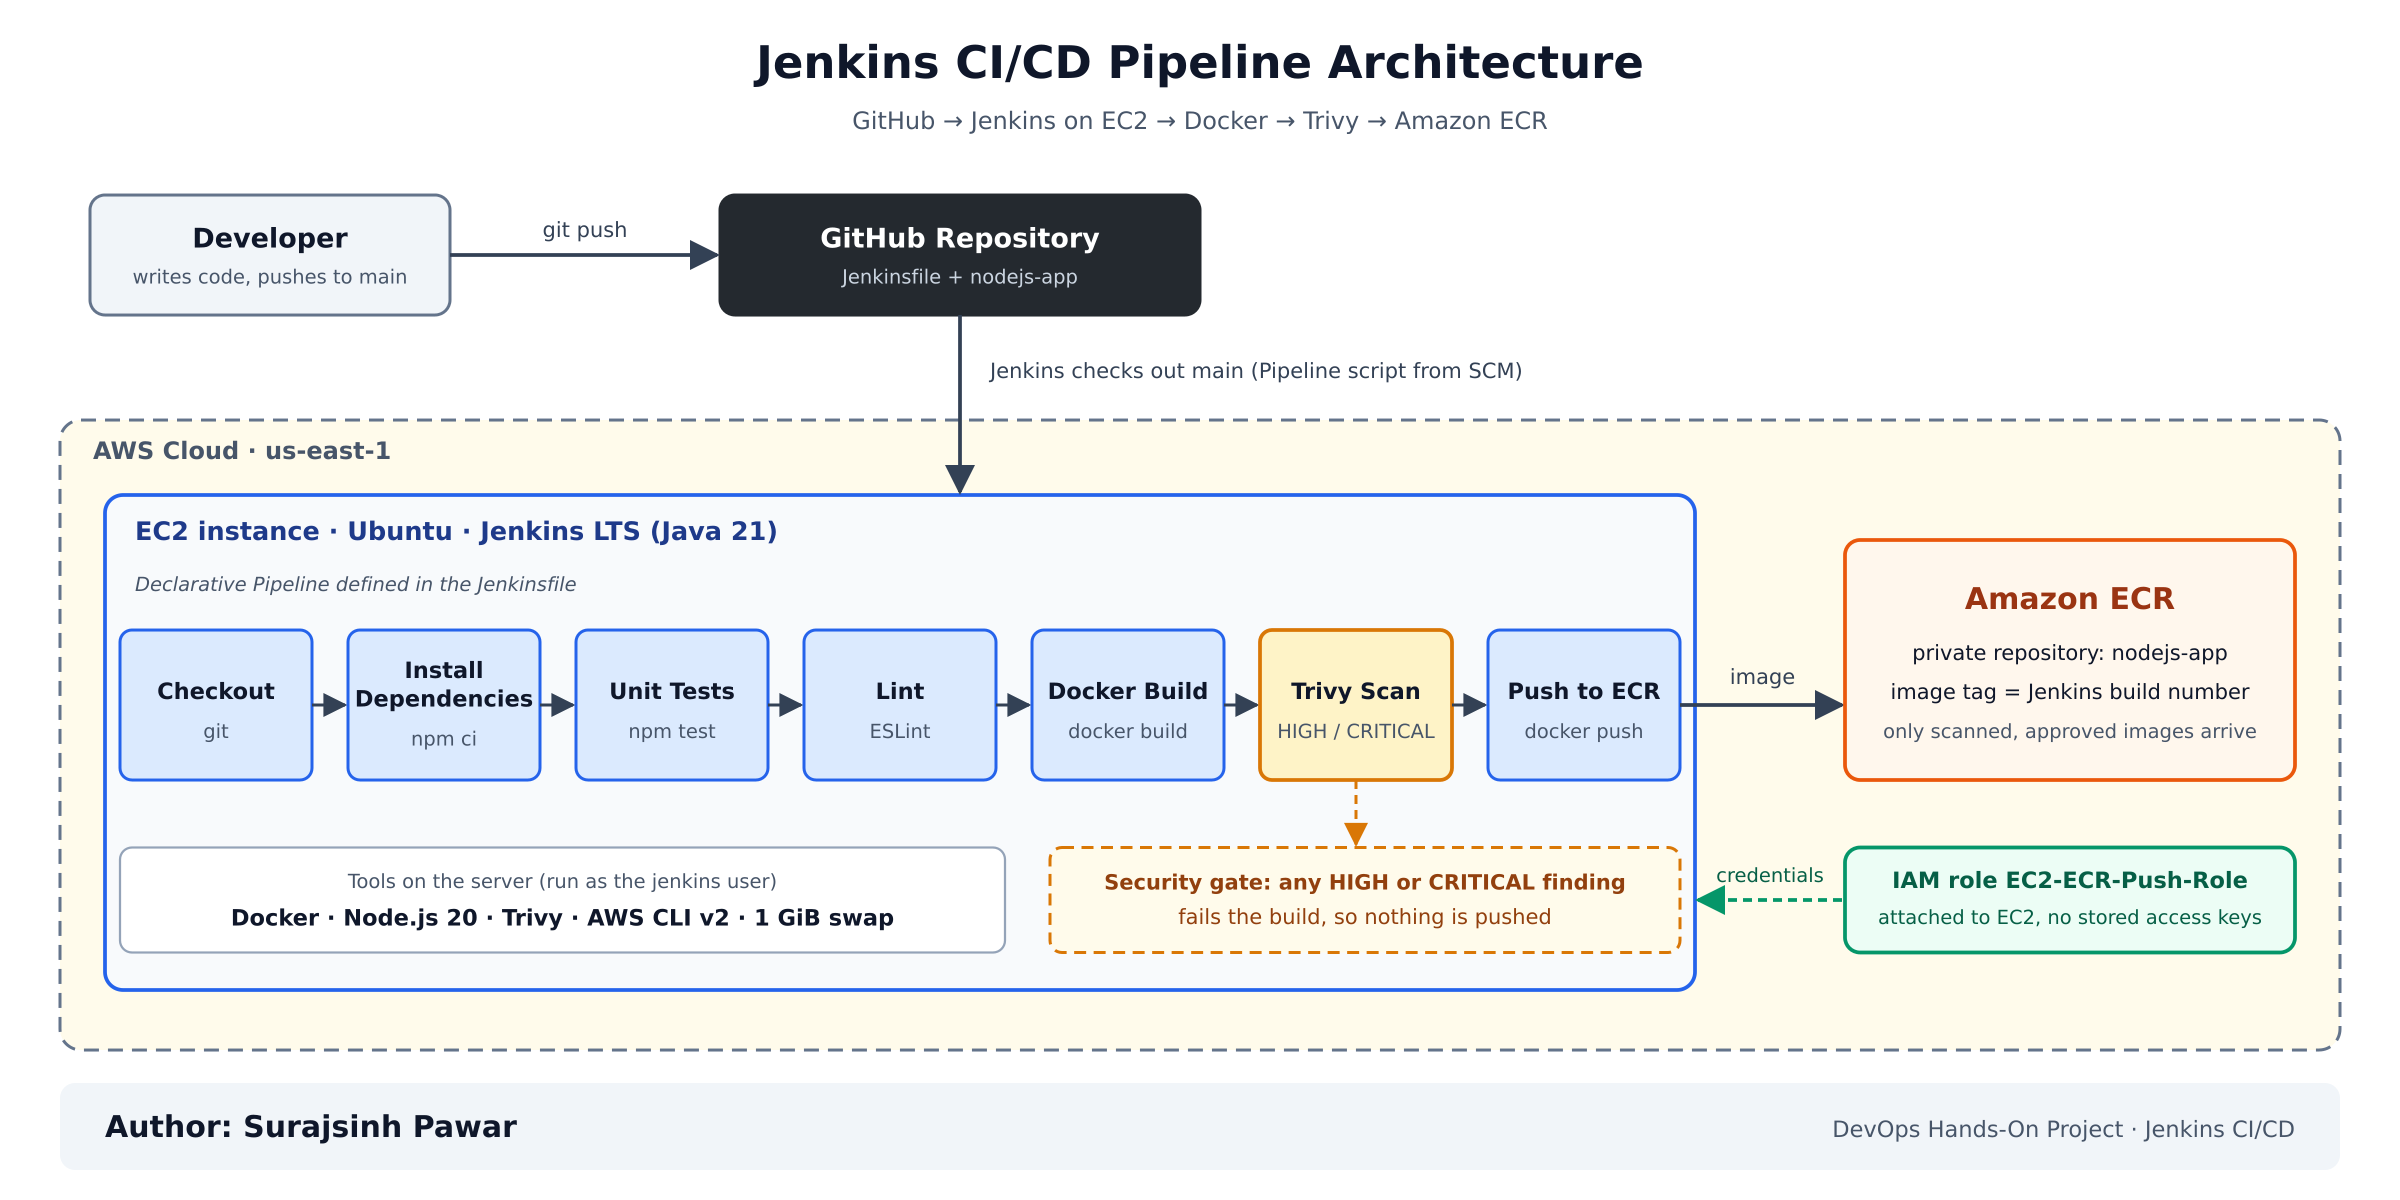 Jenkins CI/CD Pipeline Architecture
GitHub → Jenkins on EC2 → Docker → Trivy → Amazon ECR
Developer
writes code, pushes to main
git push
GitHub Repository
Jenkinsfile + nodejs-app
Jenkins checks out main (Pipeline script from SCM)
AWS Cloud · us-east-1
EC2 instance · Ubuntu · Jenkins LTS (Java 21)
Declarative Pipeline defined in the Jenkinsfile
Checkout
git
Install
Dependencies
npm ci
Unit Tests
npm test
Lint
ESLint
Docker Build
docker build
Trivy Scan
HIGH / CRITICAL
Push to ECR
docker push
image
Amazon ECR
private repository: nodejs-app
image tag = Jenkins build number
only scanned, approved images arrive
Tools on the server (run as the jenkins user)
Docker · Node.js 20 · Trivy · AWS CLI v2 · 1 GiB swap
Security gate: any HIGH or CRITICAL finding
fails the build, so nothing is pushed
credentials
IAM role EC2-ECR-Push-Role
attached to EC2, no stored access keys
Author: Surajsinh Pawar
DevOps Hands-On Project · Jenkins CI/CD